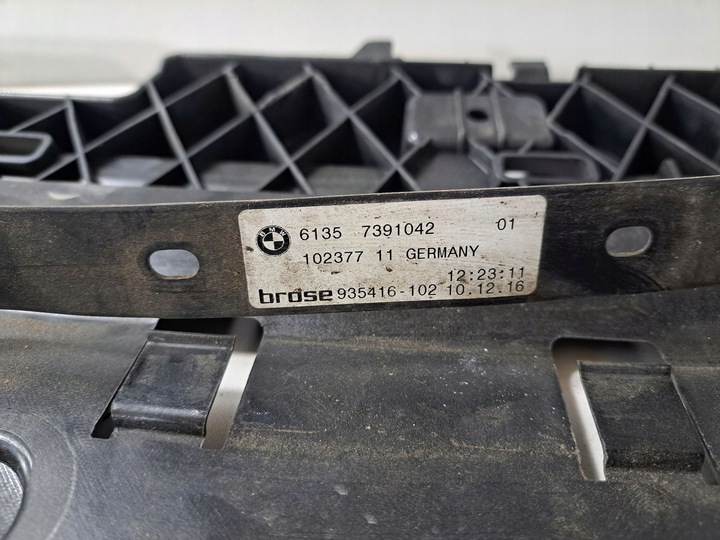 BMW 6135 7391042 01
102377 11 GERMANY
12:23:11
brose 935416-102 10.12.16